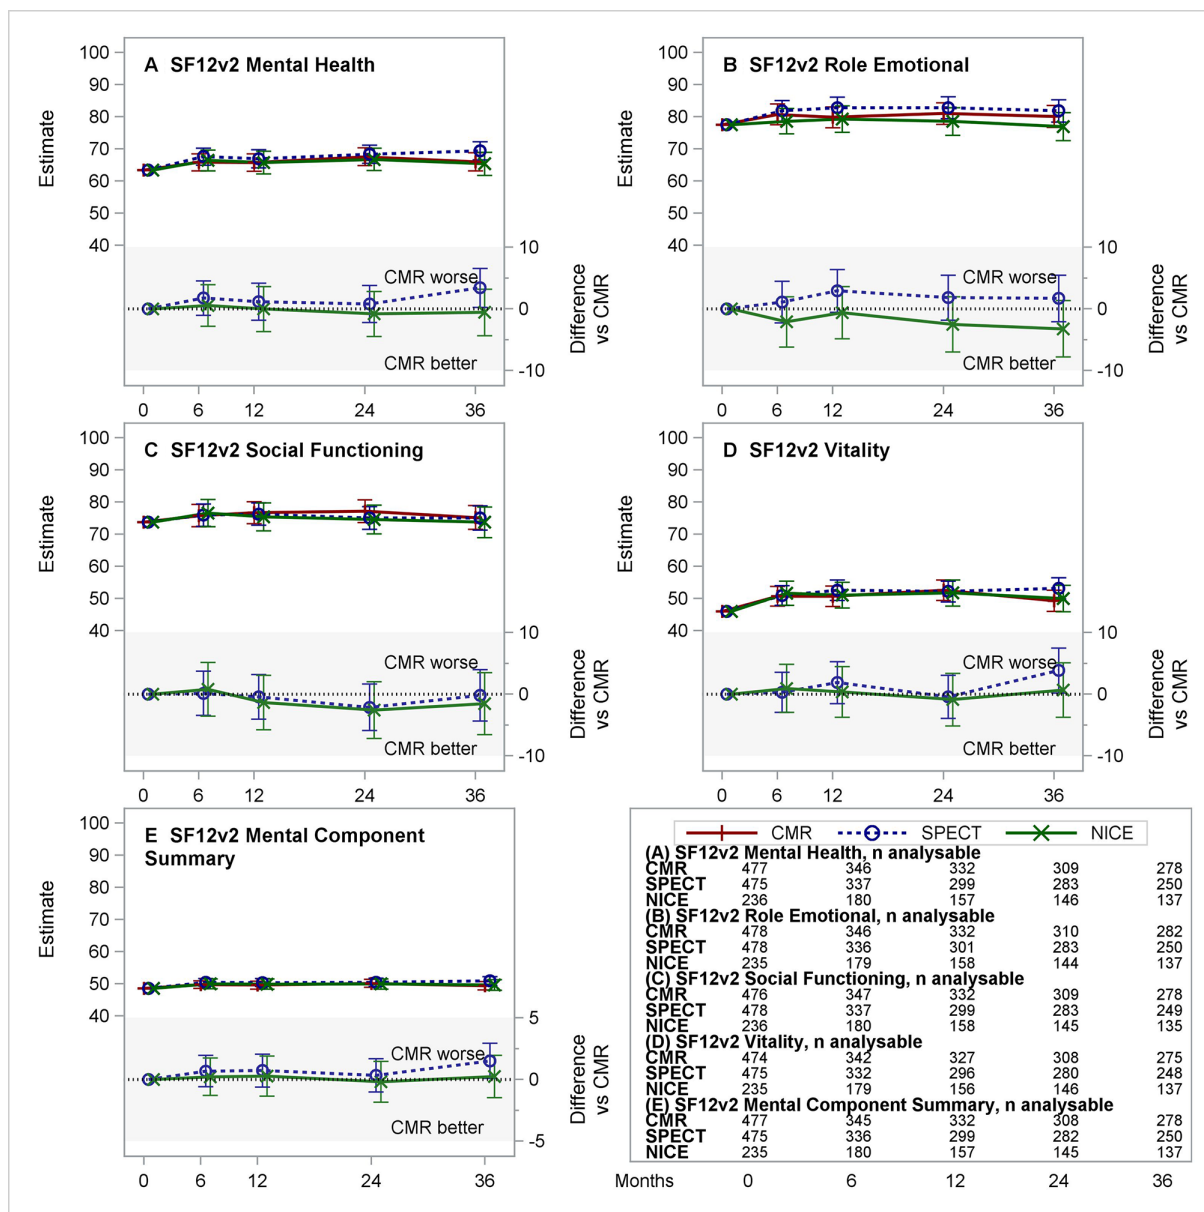 A SF12v2 Mental Health
100
90
80
70
60
50
40
Estimate
10
0
-10
Difference
vs CMR
CMR worse
CMR better
0 6 12 24 36
B SF12v2 Role Emotional
100
90
80
70
60
50
40
Estimate
10
0
-10
Difference
vs CMR
CMR worse
CMR better
0 6 12 24 36
C SF12v2 Social Functioning
100
90
80
70
60
50
40
Estimate
10
0
-10
Difference
vs CMR
CMR worse
CMR better
0 6 12 24 36
D SF12v2 Vitality
100
90
80
70
60
50
40
Estimate
10
0
-10
Difference
vs CMR
CMR worse
CMR better
0 6 12 24 36
E SF12v2 Mental Component
Summary
100
90
80
70
60
50
40
Estimate
5
0
-5
Difference
vs CMR
CMR worse
CMR better
0 6 12 24 36
CMR SPECT NICE
(A) SF12v2 Mental Health, n analysable
CMR 477 346 332 309 278
SPECT 475 337 299 283 250
NICE 236 180 157 146 137
(B) SF12v2 Role Emotional, n analysable
CMR 478 346 332 310 282
SPECT 478 336 301 283 250
NICE 235 179 158 144 137
(C) SF12v2 Social Functioning, n analysable
CMR 476 347 332 309 278
SPECT 478 337 299 283 249
NICE 236 180 158 145 135
(D) SF12v2 Vitality, n analysable
CMR 474 342 327 308 275
SPECT 475 332 296 280 248
NICE 235 179 156 146 137
(E) SF12v2 Mental Component Summary, n analysable
CMR 477 345 332 308 278
SPECT 475 336 299 282 250
NICE 235 180 157 145 137
Months 0 6 12 24 36